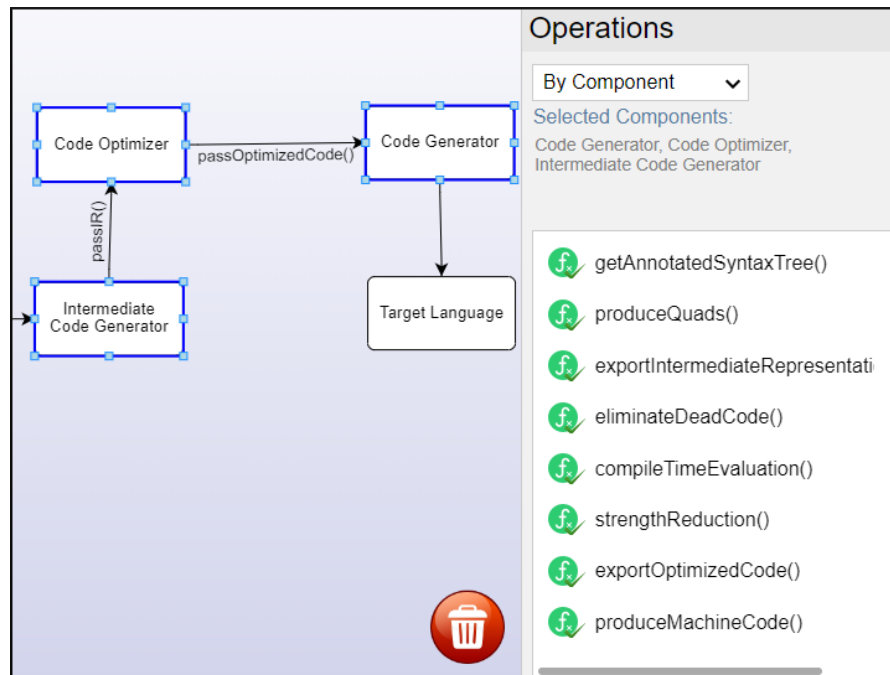 Code Optimizer
passOptimizedCode()
Code Generator
passIR()
Intermediate
Code Generator
Target Language
Operations
By Component
Selected Components:
Code Generator, Code Optimizer,
Intermediate Code Generator
getAnnotatedSyntaxTree()
produceQuads()
exportIntermediateRepresentati
eliminateDeadCode()
compileTimeEvaluation()
strengthReduction()
exportOptimizedCode()
produceMachineCode()